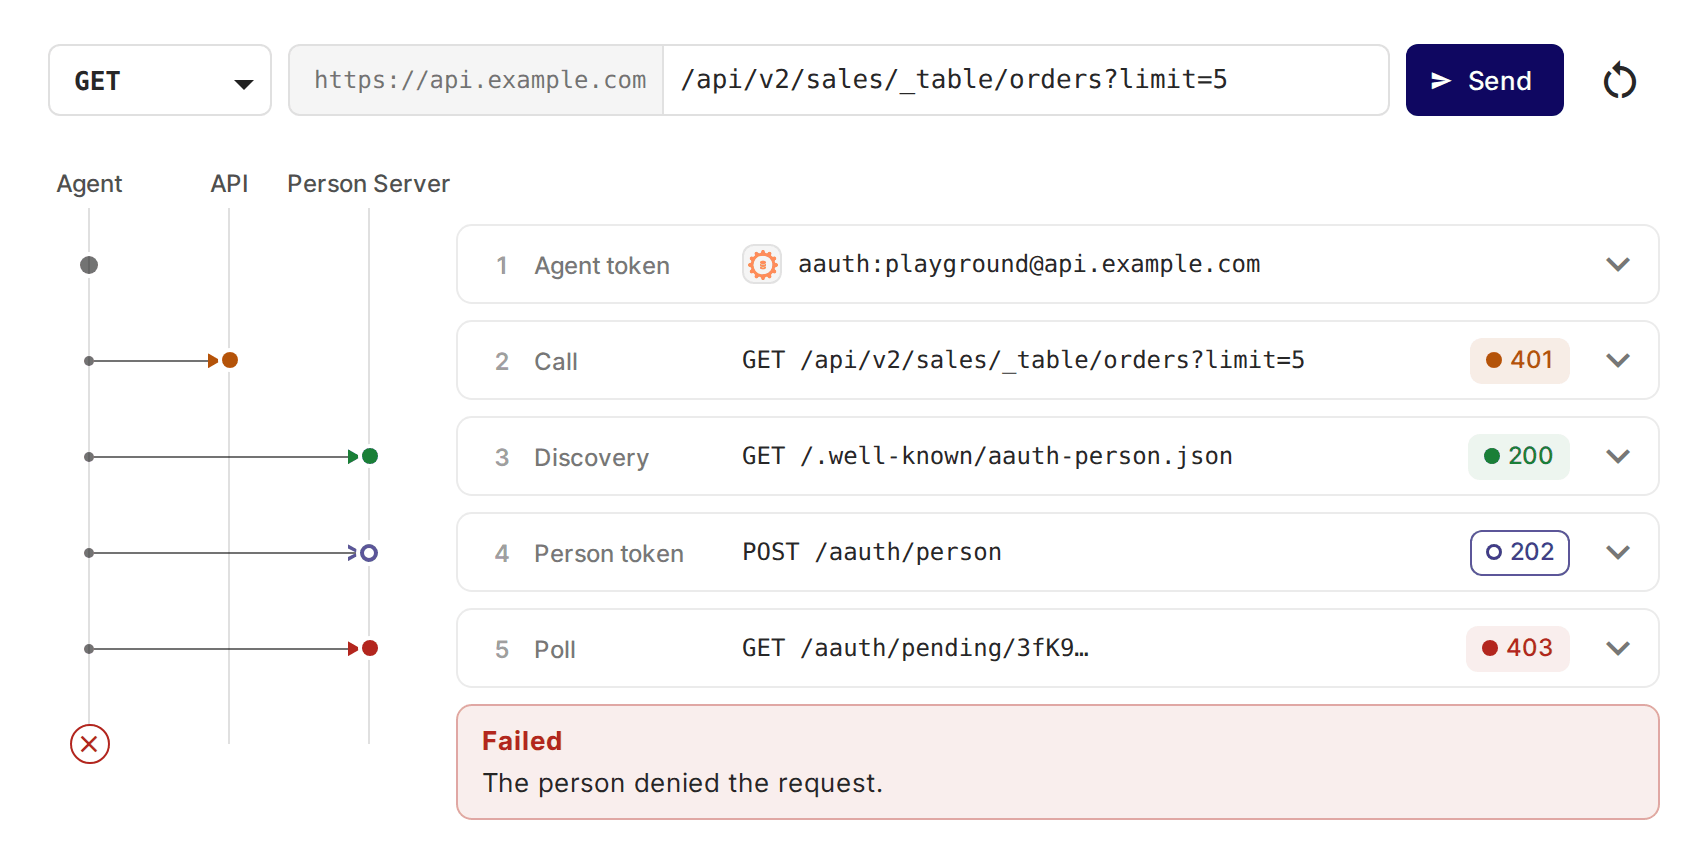 GET https://api.example.com /api/v2/sales/_table/orders?limit=5 Send
Agent API Person Server
1 Agent token aauth:playground@api.example.com
2 Call GET /api/v2/sales/_table/orders?limit=5 401
3 Discovery GET /.well-known/aauth-person.json 200
4 Person token POST /aauth/person 202
5 Poll GET /aauth/pending/3fK9… 403
Failed
The person denied the request.